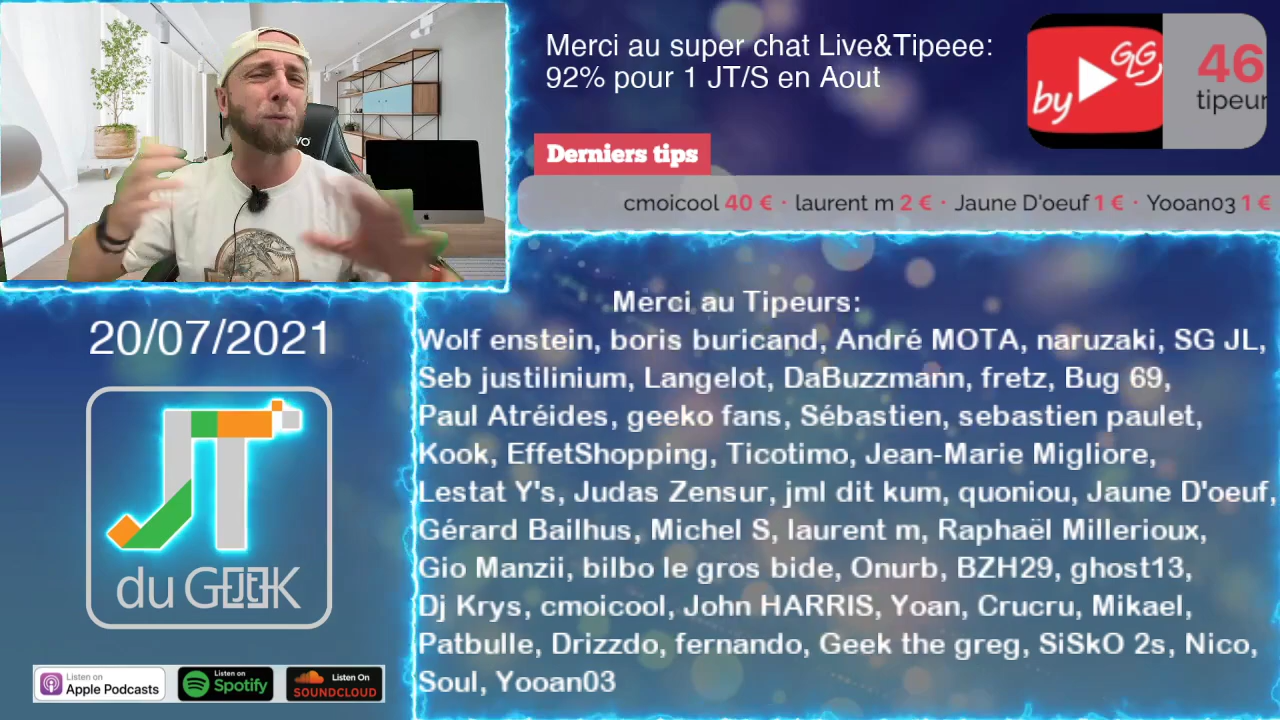 Merci au super chat Live&Tipeee:
92% pour 1 JT/S en Aout
by GLG
46
tipeur
Derniers tips
cmoicool 40 € · laurent m 2 € · Jaune D'oeuf 1 € · Yooan03 1 €
20/07/2021
JT
du GEEK
Listen on
Apple Podcasts
Listen on
Spotify
Listen On
SOUNDCLOUD
Merci au Tipeurs:
Wolf enstein, boris buricand, André MOTA, naruzaki, SG JL,
Seb justilinium, Langelot, DaBuzzmann, fretz, Bug 69,
Paul Atréides, geeko fans, Sébastien, sebastien paulet,
Kook, EffetShopping, Ticotimo, Jean-Marie Migliore,
Lestat Y's, Judas Zensur, jml dit kum, quoniou, Jaune D'oeuf,
Gérard Bailhus, Michel S, laurent m, Raphaël Millerioux,
Gio Manzii, bilbo le gros bide, Onurb, BZH29, ghost13,
Dj Krys, cmoicool, John HARRIS, Yoan, Crucru, Mikael,
Patbulle, Drizzdo, fernando, Geek the greg, SiSkO 2s, Nico,
Soul, Yooan03